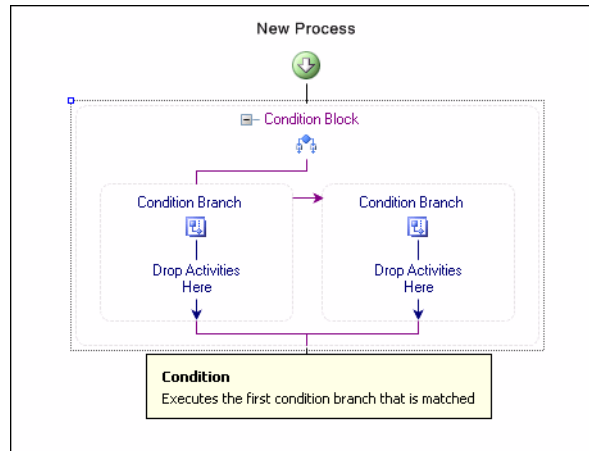 New Process
Condition Block
Condition Branch
Condition Branch
Drop Activities
Here
Drop Activities
Here
Condition
Executes the first condition branch that is matched